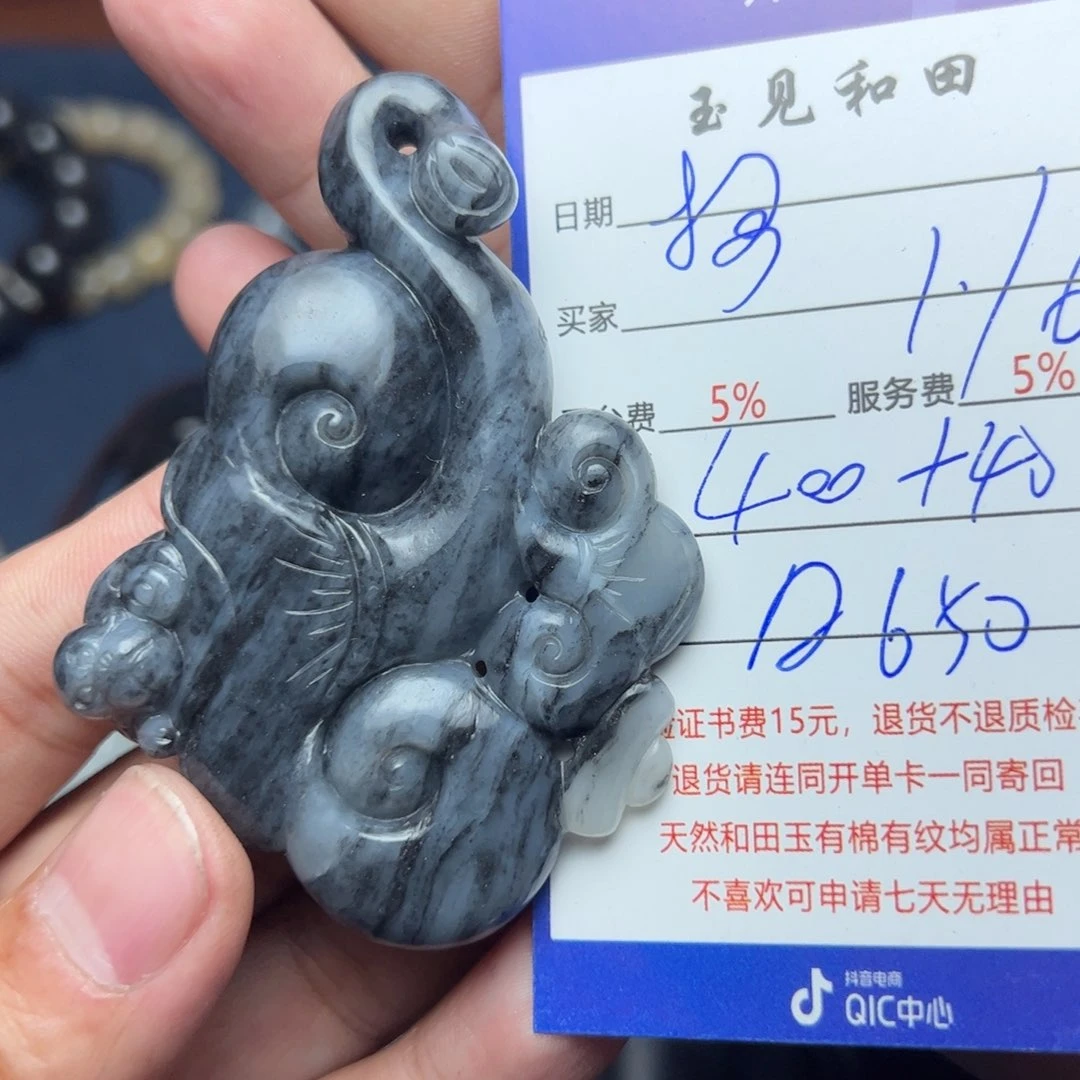 玉见和田
日期
买家 1.1
费 5% 服务费 5%
400+40
650
证书费15元，退货不退质检
退货请连同开单卡一同寄回
天然和田玉有棉有纹均属正常
不喜欢可申请七天无理由
抖音电商
QIC中心